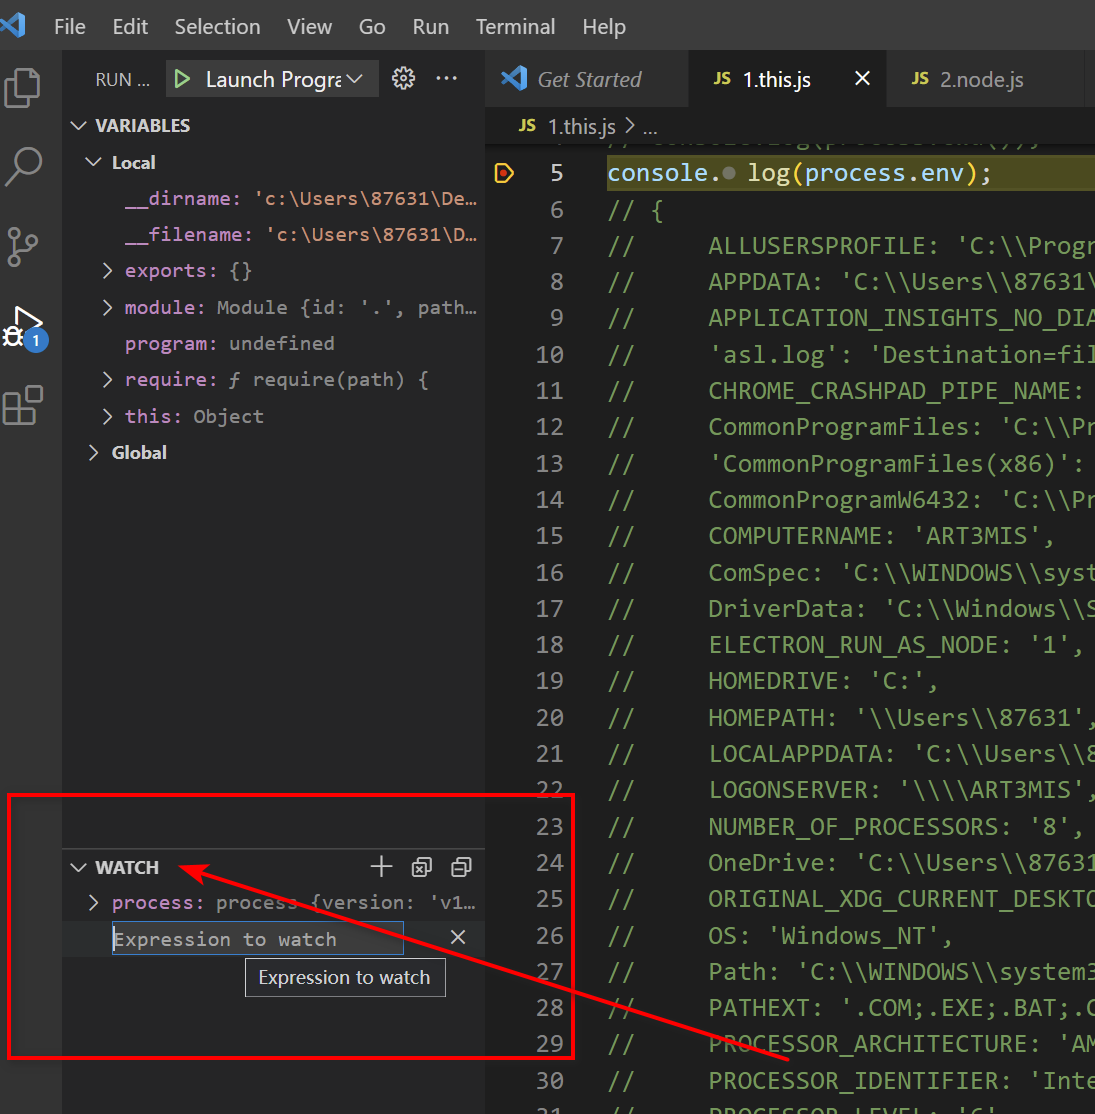 File Edit Selection View Go Run Terminal Help
RUN ... Launch Progra
Get Started JS 1.this.js JS 2.node.js
JS 1.this.js > ...
VARIABLES
Local
__dirname: 'c:\Users\87631\De...
__filename: 'c:\Users\87631\D...
exports: {}
module: Module {id: '.', path...
program: undefined
require: ƒ require(path) {
this: Object
Global
1
WATCH
process: process {version: 'v1...
Expression to watch
Expression to watch
5 console. log(process.env);
6 // {
7 // ALLUSERSPROFILE: 'C:\\Progr
8 // APPDATA: 'C:\\Users\\87631\
9 // APPLICATION_INSIGHTS_NO_DIA
10 // 'asl.log': 'Destination=fil
11 // CHROME_CRASHPAD_PIPE_NAME:
12 // CommonProgramFiles: 'C:\\Pr
13 // 'CommonProgramFiles(x86)':
14 // CommonProgramW6432: 'C:\\Pr
15 // COMPUTERNAME: 'ART3MIS',
16 // ComSpec: 'C:\\WINDOWS\\syst
17 // DriverData: 'C:\\Windows\\S
18 // ELECTRON_RUN_AS_NODE: '1',
19 // HOMEDRIVE: 'C:',
20 // HOMEPATH: '\\Users\\87631',
21 // LOCALAPPDATA: 'C:\\Users\\8
22 // LOGONSERVER: '\\\\ART3MIS',
23 // NUMBER_OF_PROCESSORS: '8',
24 // OneDrive: 'C:\\Users\\87631
25 // ORIGINAL_XDG_CURRENT_DESKTO
26 // OS: 'Windows_NT',
27 // Path: 'C:\\WINDOWS\\system3
28 // PATHEXT: '.COM;.EXE;.BAT;.C
29 // PROCESSOR_ARCHITECTURE: 'AM
30 // PROCESSOR_IDENTIFIER: 'Inte